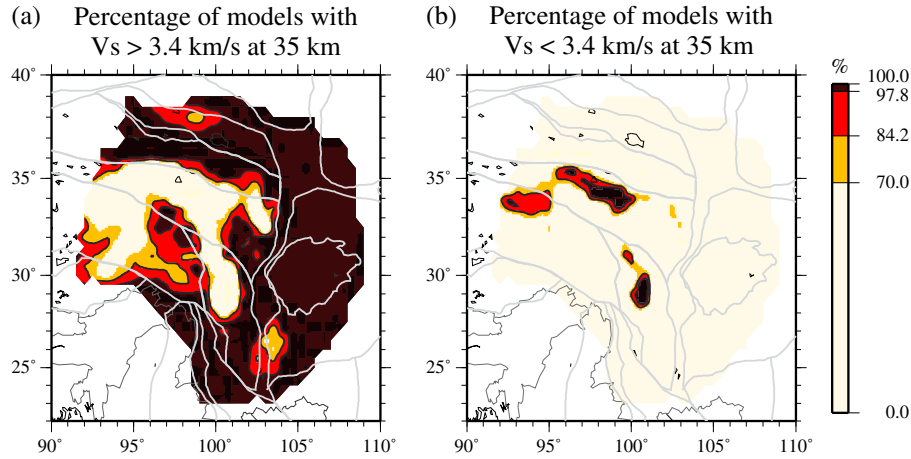 (a) Percentage of models with
Vs > 3.4 km/s at 35 km
(b) Percentage of models with
Vs < 3.4 km/s at 35 km
%
100.0
97.8
84.2
70.0
0.0
40°
35°
30°
25°
90° 95° 100° 105° 110°
40°
35°
30°
25°
90° 95° 100° 105° 110°